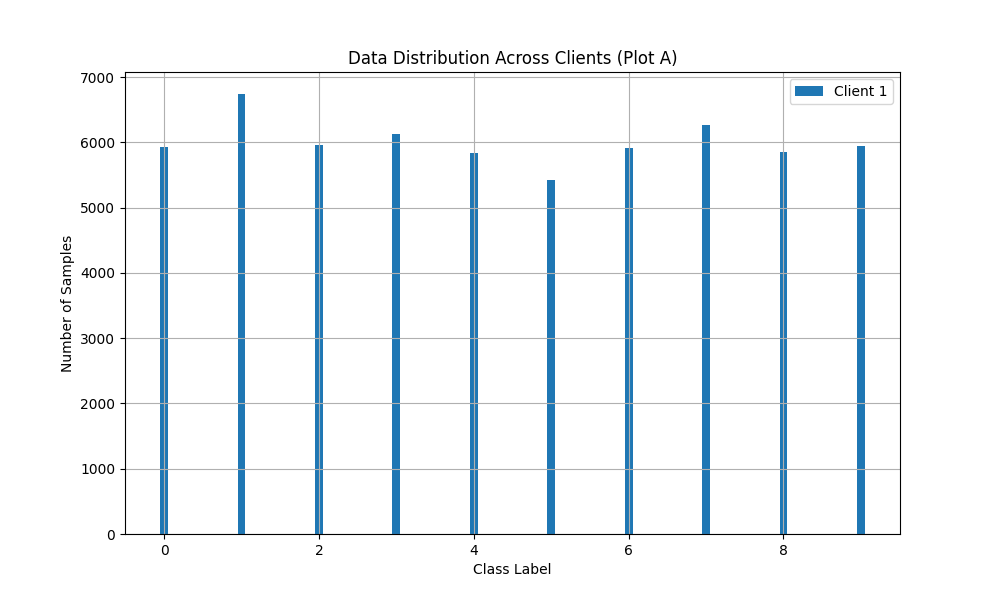 Data Distribution Across Clients (Plot A)
Client 1
7000
6000
5000
4000
3000
2000
1000
0
Number of Samples
0 2 4 6 8
Class Label